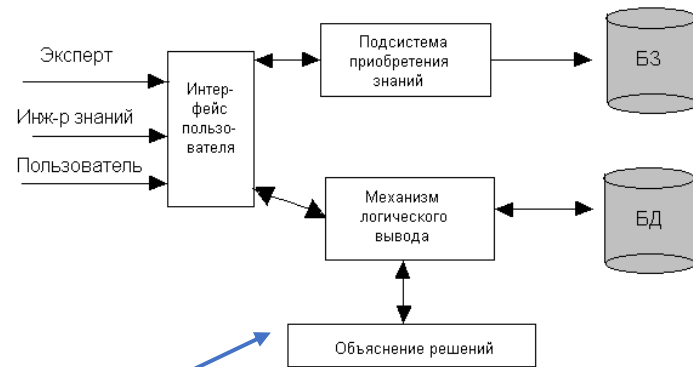 Эксперт
Инж-р знаний
Пользователь
Интер-
фейс
пользо-
вателя
Подсистема
приобретения
знаний
БЗ
Механизм
логического
вывода
БД
Объяснение решений